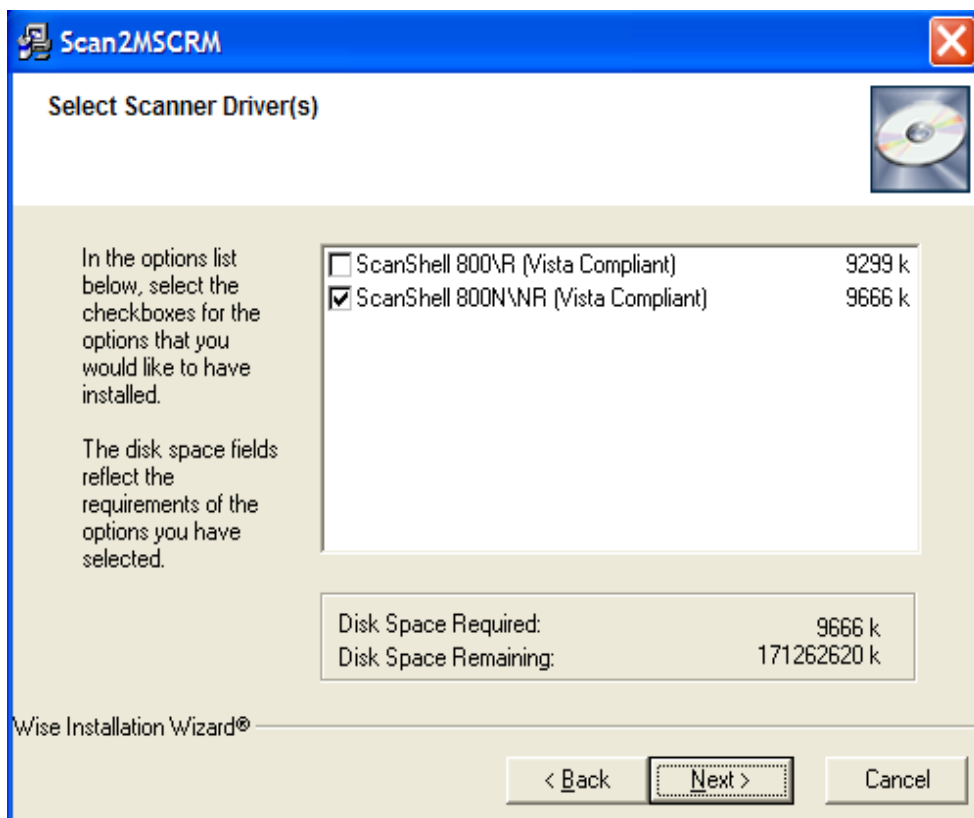 Scan2MSCRM
Select Scanner Driver(s)
In the options list
below, select the
checkboxes for the
options that you
would like to have
installed.
The disk space fields
reflect the
requirements of the
options you have
selected.
ScanShell 800\R (Vista Compliant) 9299 k
ScanShell 800N\NR (Vista Compliant) 9666 k
Disk Space Required: 9666 k
Disk Space Remaining: 171262620 k
Wise Installation Wizard®
< Back Next > Cancel